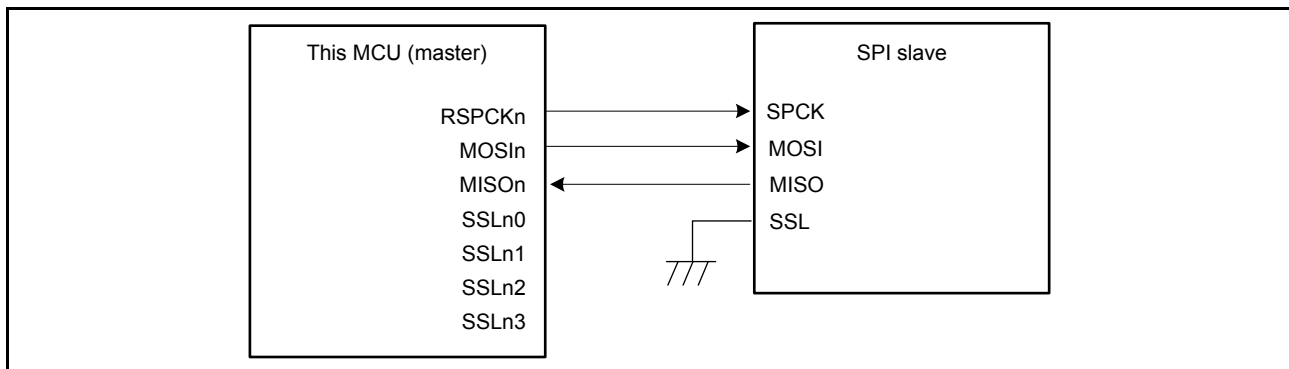 This MCU (master)
SPI slave
RSPCKn
SPCK
MOSIn
MOSI
MISOn
MISO
SSLn0
SSL
SSLn1
SSLn2
SSLn3